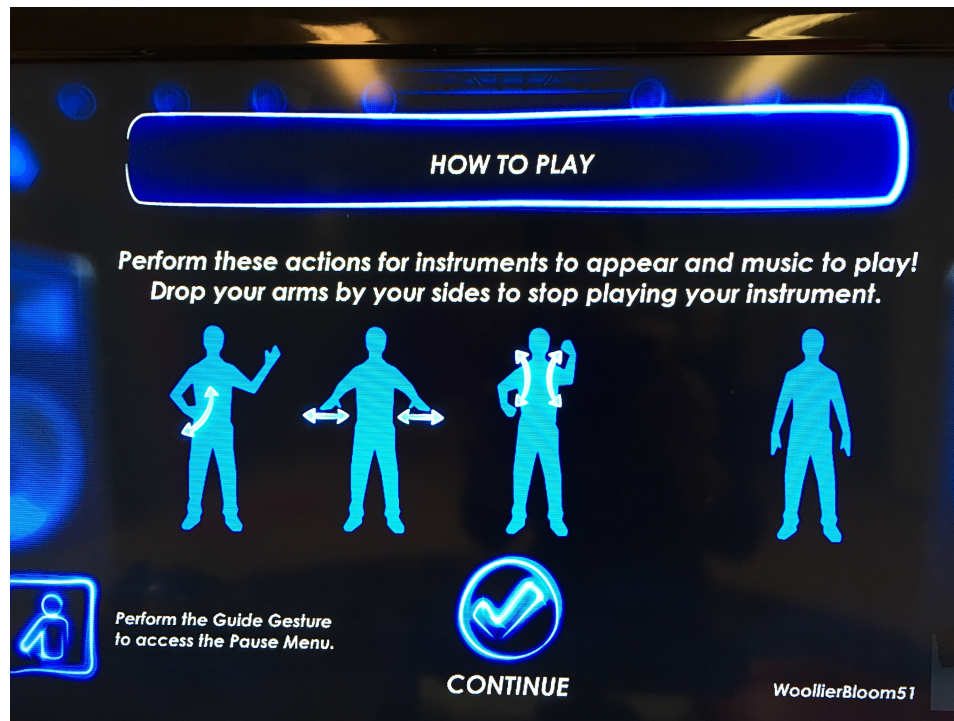 HOW TO PLAY
Perform these actions for instruments to appear and music to play!
Drop your arms by your sides to stop playing your instrument.
Perform the Guide Gesture
to access the Pause Menu.
CONTINUE
WoollierBloom51